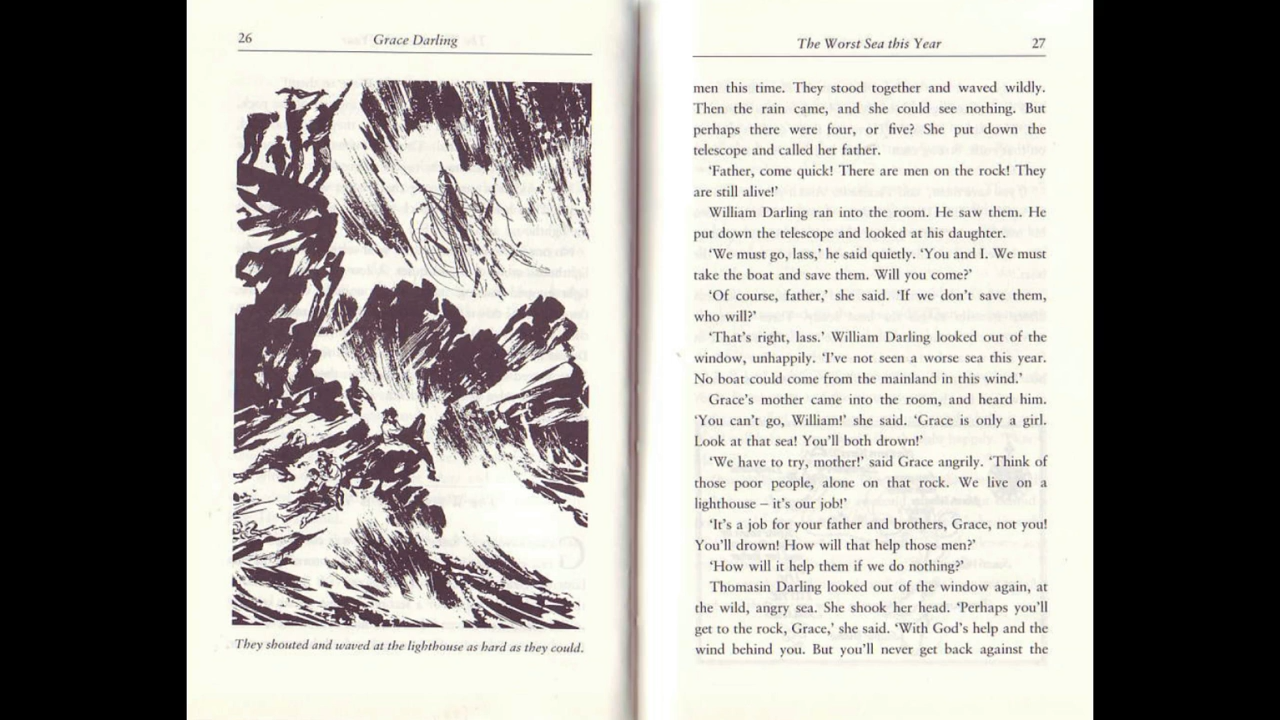 26
Grace Darling
They shouted and waved at the lighthouse as hard as they could.
The Worst Sea this Year
27
men this time. They stood together and waved wildly.
Then the rain came, and she could see nothing. But
perhaps there were four, or five? She put down the
telescope and called her father.
‘Father, come quick! There are men on the rock! They
are still alive!’
William Darling ran into the room. He saw them. He
put down the telescope and looked at his daughter.
‘We must go, lass,’ he said quietly. ‘You and I. We must
take the boat and save them. Will you come?’
‘Of course, father,’ she said. ‘If we don’t save them,
who will?’
‘That’s right, lass.’ William Darling looked out of the
window, unhappily. ‘I’ve not seen a worse sea this year.
No boat could come from the mainland in this wind.’
Grace’s mother came into the room, and heard him.
‘You can’t go, William!’ she said. ‘Grace is only a girl.
Look at that sea! You’ll both drown!’
‘We have to try, mother!’ said Grace angrily. ‘Think of
those poor people, alone on that rock. We live on a
lighthouse – it’s our job!’
‘It’s a job for your father and brothers, Grace, not you!
You’ll drown! How will that help those men?’
‘How will it help them if we do nothing?’
Thomasin Darling looked out of the window again, at
the wild, angry sea. She shook her head. ‘Perhaps you’ll
get to the rock, Grace,’ she said. ‘With God’s help and the
wind behind you. But you’ll never get back against the